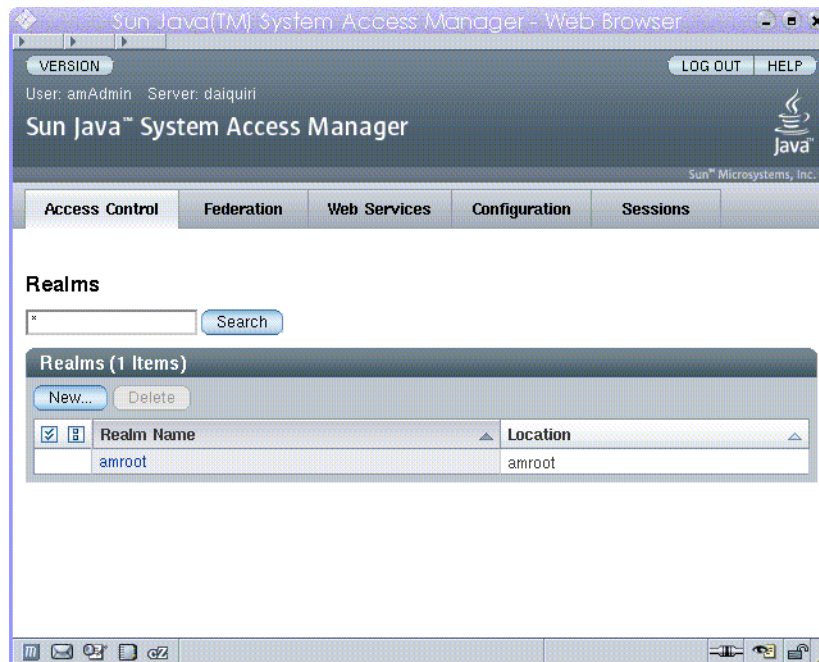 Sun Java(TM) System Access Manager - Web Browser
VERSION
LOG OUT HELP
User: amAdmin Server: daiquiri
Sun Java™ System Access Manager
Java™
Sun™ Microsystems, Inc.
Access Control Federation Web Services Configuration Sessions
Realms
* Search
Realms (1 Items)
New... Delete
Realm Name Location
amroot amroot